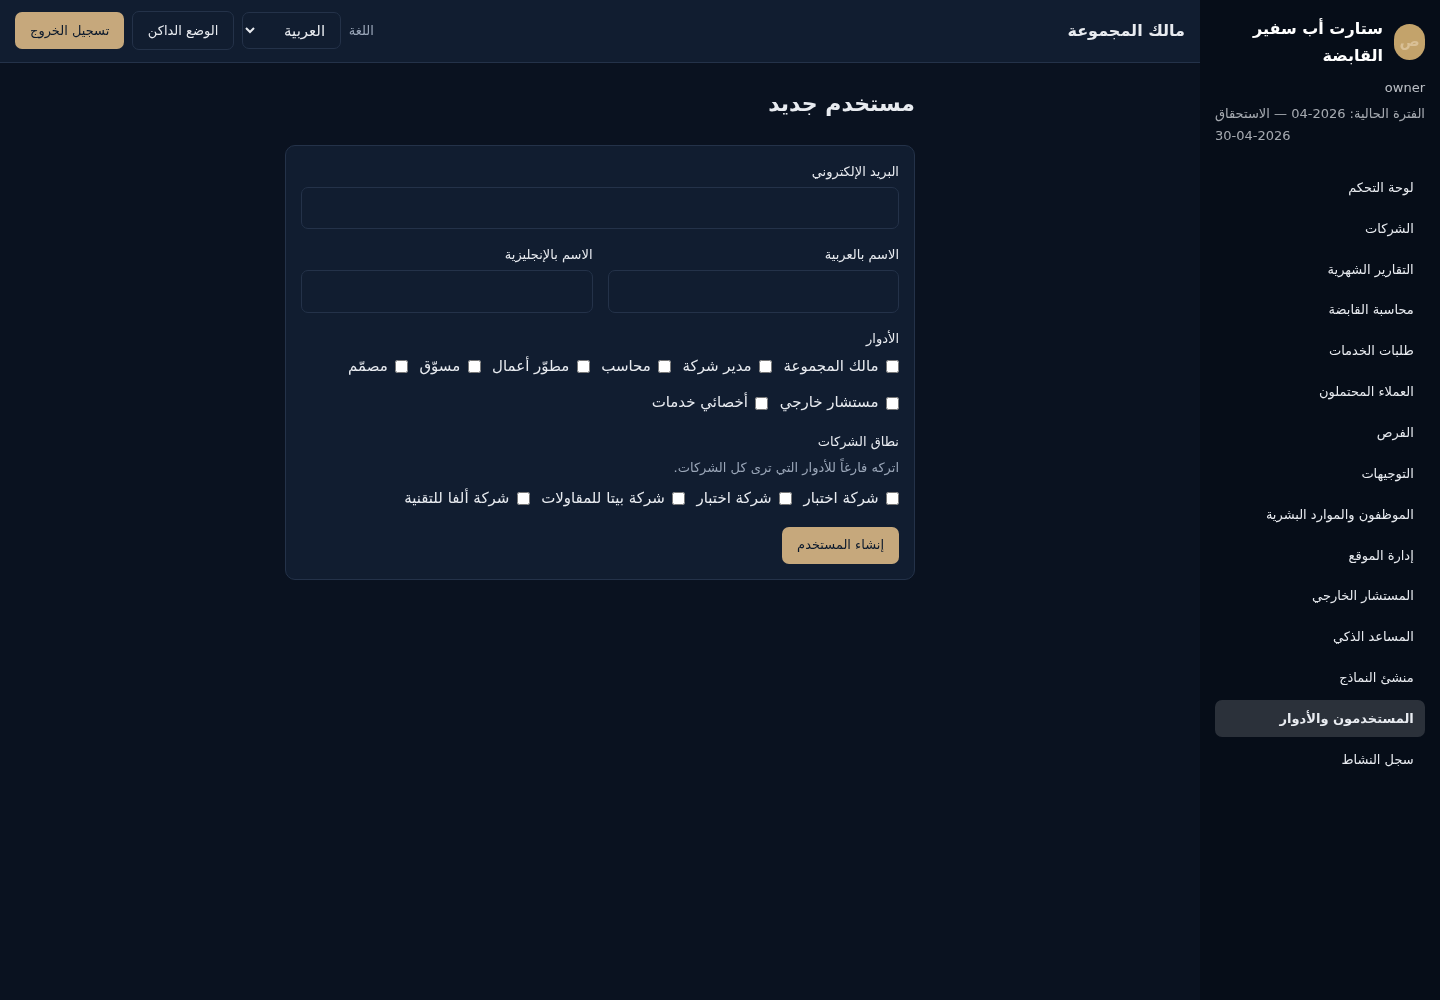 ص
ستارت أب سفير
القابضة
owner
الفترة الحالية: 2026-04 — الاستحقاق
2026-04-30
لوحة التحكم
الشركات
التقارير الشهرية
محاسبة القابضة
طلبات الخدمات
العملاء المحتملون
الفرص
التوجيهات
الموظفون والموارد البشرية
إدارة الموقع
المستشار الخارجي
المساعد الذكي
منشئ النماذج
المستخدمون والأدوار
سجل النشاط
مالك المجموعة
اللغة العربية الوضع الداكن تسجيل الخروج
مستخدم جديد
البريد الإلكتروني
الاسم بالعربية الاسم بالإنجليزية
الأدوار
مالك المجموعة مدير شركة محاسب مطوّر أعمال مسوّق مصمّم
مستشار خارجي أخصائي خدمات
نطاق الشركات
اتركه فارغاً للأدوار التي ترى كل الشركات.
شركة اختبار شركة اختبار شركة بيتا للمقاولات شركة ألفا للتقنية
إنشاء المستخدم